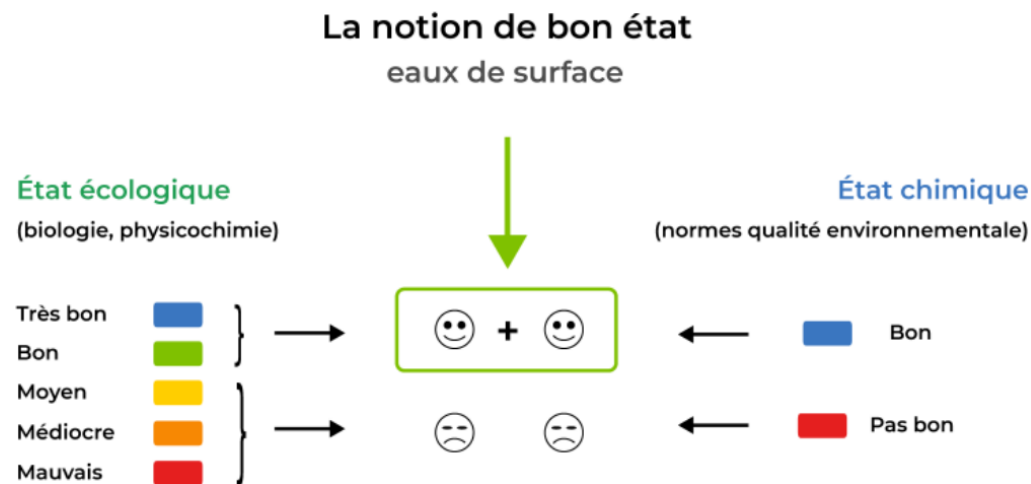 La notion de bon état
eaux de surface
État écologique
(biologie, physicochimie)
État chimique
(normes qualité environnementale)
Très bon
Bon
Moyen
Médiocre
Mauvais
+
Bon
Pas bon